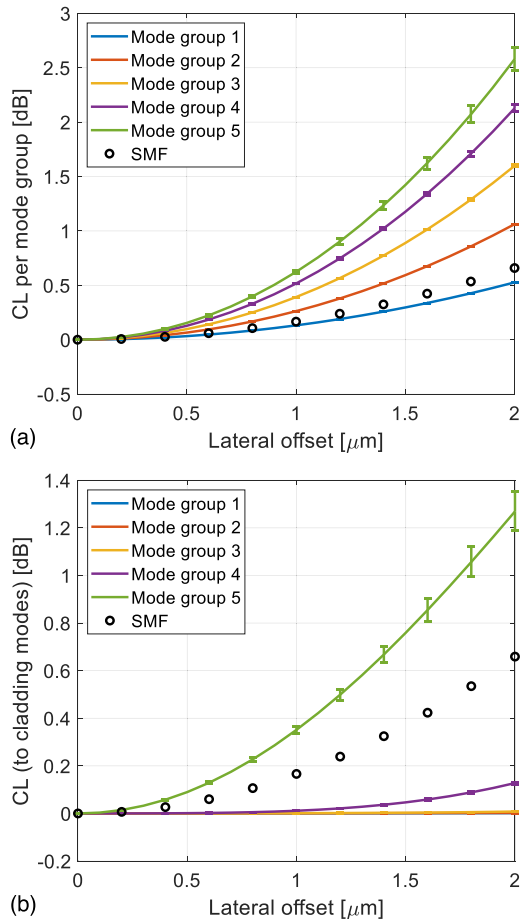 3
2.5
2
1.5
1
0.5
0
-0.5
CL per mode group [dB]
Mode group 1
Mode group 2
Mode group 3
Mode group 4
Mode group 5
SMF
0 0.5 1 1.5 2
Lateral offset [μm]
(a)
1.4
1.2
1
0.8
0.6
0.4
0.2
0
-0.2
CL (to cladding modes) [dB]
Mode group 1
Mode group 2
Mode group 3
Mode group 4
Mode group 5
SMF
0 0.5 1 1.5 2
Lateral offset [μm]
(b)